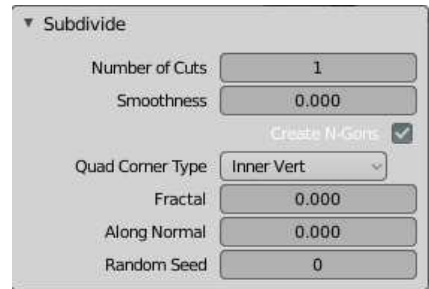 Subdivide
Number of Cuts 1
Smoothness 0.000
Create N-Gons
Quad Corner Type Inner Vert
Fractal 0.000
Along Normal 0.000
Random Seed 0